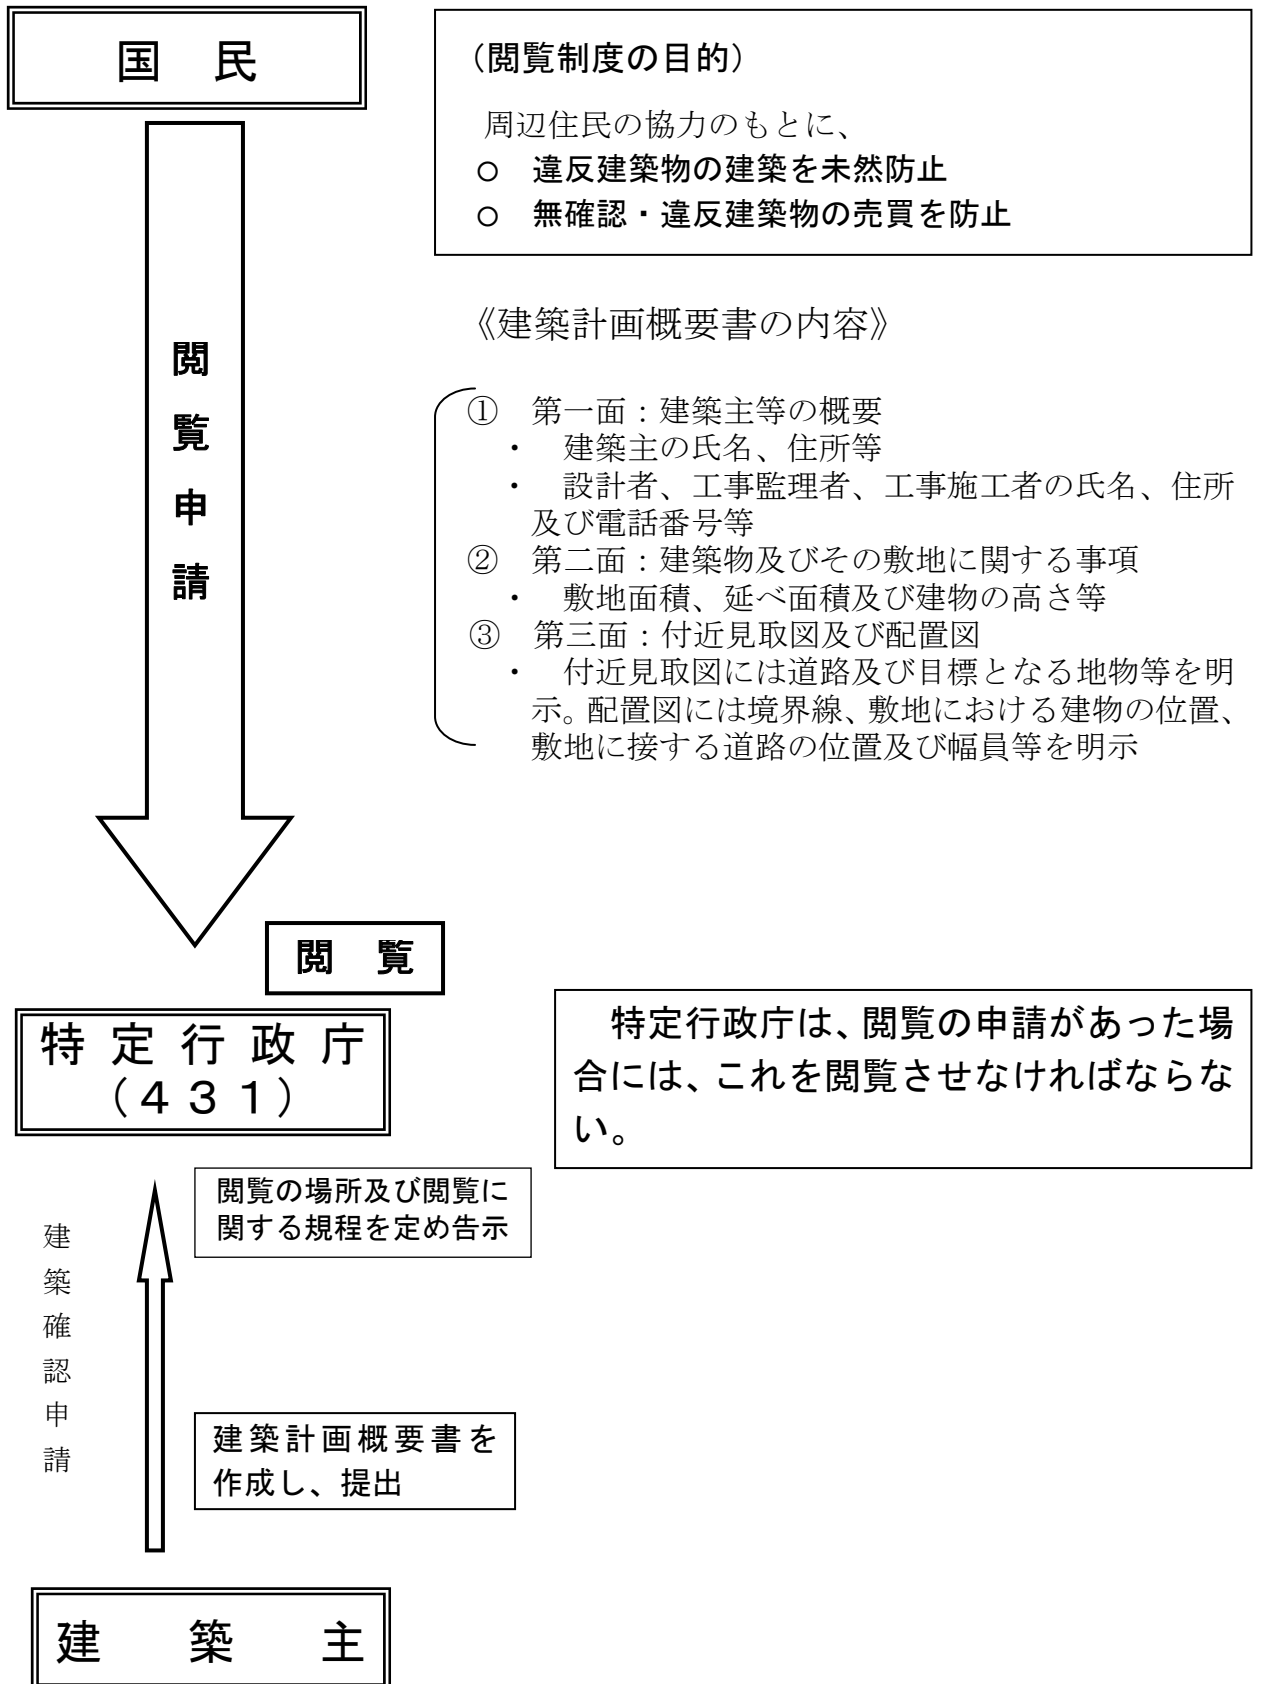 国　民
（閲覧制度の目的）
周辺住民の協力のもとに、
○　違反建築物の建築を未然防止
○　無確認・違反建築物の売買を防止
閲覧申請
《建築計画概要書の内容》
①　第一面：建築主等の概要
・　建築主の氏名、住所等
・　設計者、工事監理者、工事施工者の氏名、住所
及び電話番号等
②　第二面：建築物及びその敷地に関する事項
・　敷地面積、延べ面積及び建物の高さ等
③　第三面：付近見取図及び配置図
・　付近見取図には道路及び目標となる地物等を明
示。配置図には境界線、敷地における建物の位置、
敷地に接する道路の位置及び幅員等を明示
閲　覧
特定行政庁
（４３１）
特定行政庁は、閲覧の申請があった場
合には、これを閲覧させなければならな
い。
閲覧の場所及び閲覧に
関する規程を定め告示
建築確認申請
建築計画概要書を
作成し、提出
建　築　主